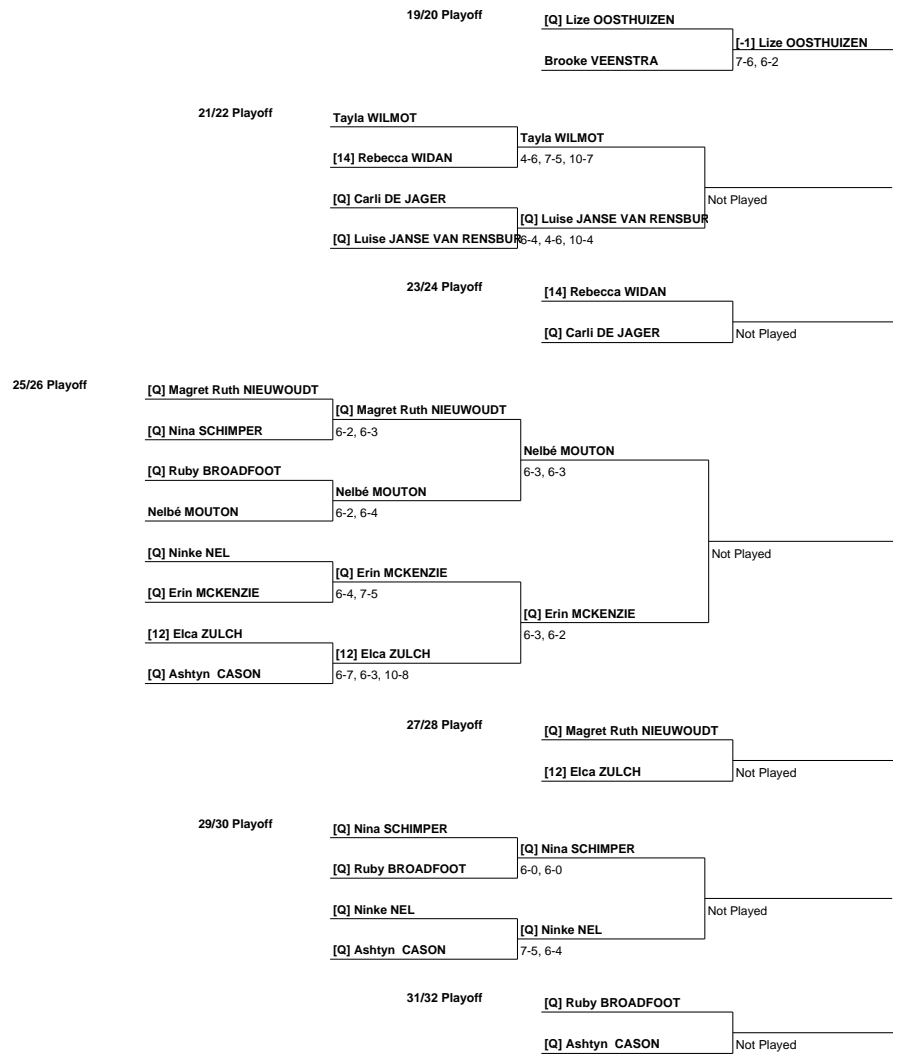 19/20 Playoff
[Q] Lize OOSTHUIZEN
[-1] Lize OOSTHUIZEN
Brooke VEENSTRA
7-6, 6-2
21/22 Playoff
Tayla WILMOT
Tayla WILMOT
[14] Rebecca WIDAN
4-6, 7-5, 10-7
[Q] Carli DE JAGER
Not Played
[Q] Luise JANSE VAN RENSBUR
[Q] Luise JANSE VAN RENSBUR
6-4, 4-6, 10-4
23/24 Playoff
[14] Rebecca WIDAN
[Q] Carli DE JAGER
Not Played
25/26 Playoff
[Q] Magret Ruth NIEUWOUDT
[Q] Magret Ruth NIEUWOUDT
[Q] Nina SCHIMPER
6-2, 6-3
Nelbé MOUTON
[Q] Ruby BROADFOOT
6-3, 6-3
Nelbé MOUTON
Nelbé MOUTON
6-2, 6-4
[Q] Ninke NEL
Not Played
[Q] Erin MCKENZIE
[Q] Erin MCKENZIE
6-4, 7-5
[Q] Erin MCKENZIE
[12] Elca ZULCH
6-3, 6-2
[12] Elca ZULCH
[Q] Ashtyn CASON
6-7, 6-3, 10-8
27/28 Playoff
[Q] Magret Ruth NIEUWOUDT
[12] Elca ZULCH
Not Played
29/30 Playoff
[Q] Nina SCHIMPER
[Q] Nina SCHIMPER
[Q] Ruby BROADFOOT
6-0, 6-0
[Q] Ninke NEL
Not Played
[Q] Ninke NEL
[Q] Ashtyn CASON
7-5, 6-4
31/32 Playoff
[Q] Ruby BROADFOOT
[Q] Ashtyn CASON
Not Played